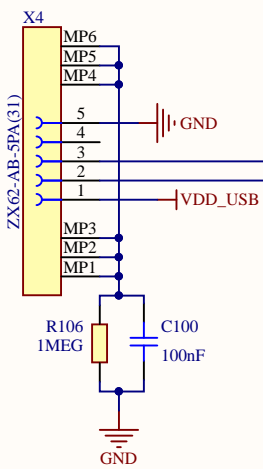 X4
ZX62-AB-5PA(31)
MP6
MP5
MP4
5
GND
4
3
2
1
VDD_USB
MP3
MP2
MP1
R106
1MEG
C100
100nF
GND